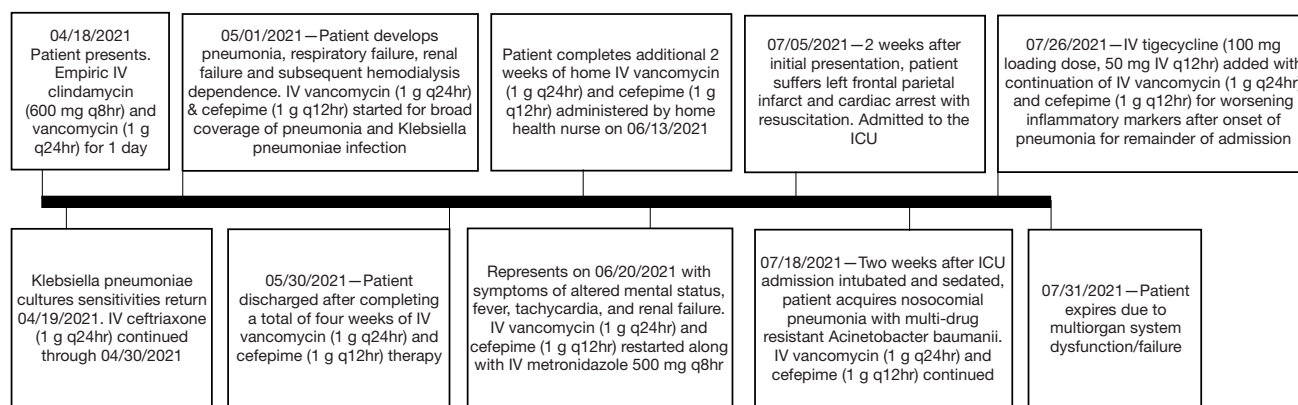 04/18/2021
Patient presents.
Empiric IV
clindamycin
(600 mg q8hr) and
vancomycin (1 g
q24hr) for 1 day
05/01/2021—Patient develops
pneumonia, respiratory failure, renal
failure and subsequent hemodialysis
dependence. IV vancomycin (1 g q24hr)
& cefepime (1 g q12hr) started for broad
coverage of pneumonia and Klebsiella
pneumoniae infection
Patient completes additional 2
weeks of home IV vancomycin
(1 g q24hr) and cefepime (1 g
q12hr) administered by home
health nurse on 06/13/2021
07/05/2021—2 weeks after
initial presentation, patient
suffers left frontal parietal
infarct and cardiac arrest with
resuscitation. Admitted to the
ICU
07/26/2021—IV tigecycline (100 mg
loading dose, 50 mg IV q12hr) added with
continuation of IV vancomycin (1 g q24hr)
and cefepime (1 g q12hr) for worsening
inflammatory markers after onset of
pneumonia for remainder of admission
Klebsiella pneumoniae
cultures sensitivities return
04/19/2021. IV ceftriaxone
(1 g q24hr) continued
through 04/30/2021
05/30/2021—Patient
discharged after completing
a total of four weeks of IV
vancomycin (1 g q24hr) and
cefepime (1 g q12hr) therapy
Represents on 06/20/2021 with
symptoms of altered mental status,
fever, tachycardia, and renal failure.
IV vancomycin (1 g q24hr) and
cefepime (1 g q12hr) restarted along
with IV metronidazole 500 mg q8hr
07/18/2021—Two weeks after ICU
admission intubated and sedated,
patient acquires nosocomial
pneumonia with multi-drug
resistant Acinetobacter baumanii.
IV vancomycin (1 g q24hr) and
cefepime (1 g q12hr) continued
07/31/2021—Patient
expires due to
multiorgan system
dysfunction/failure